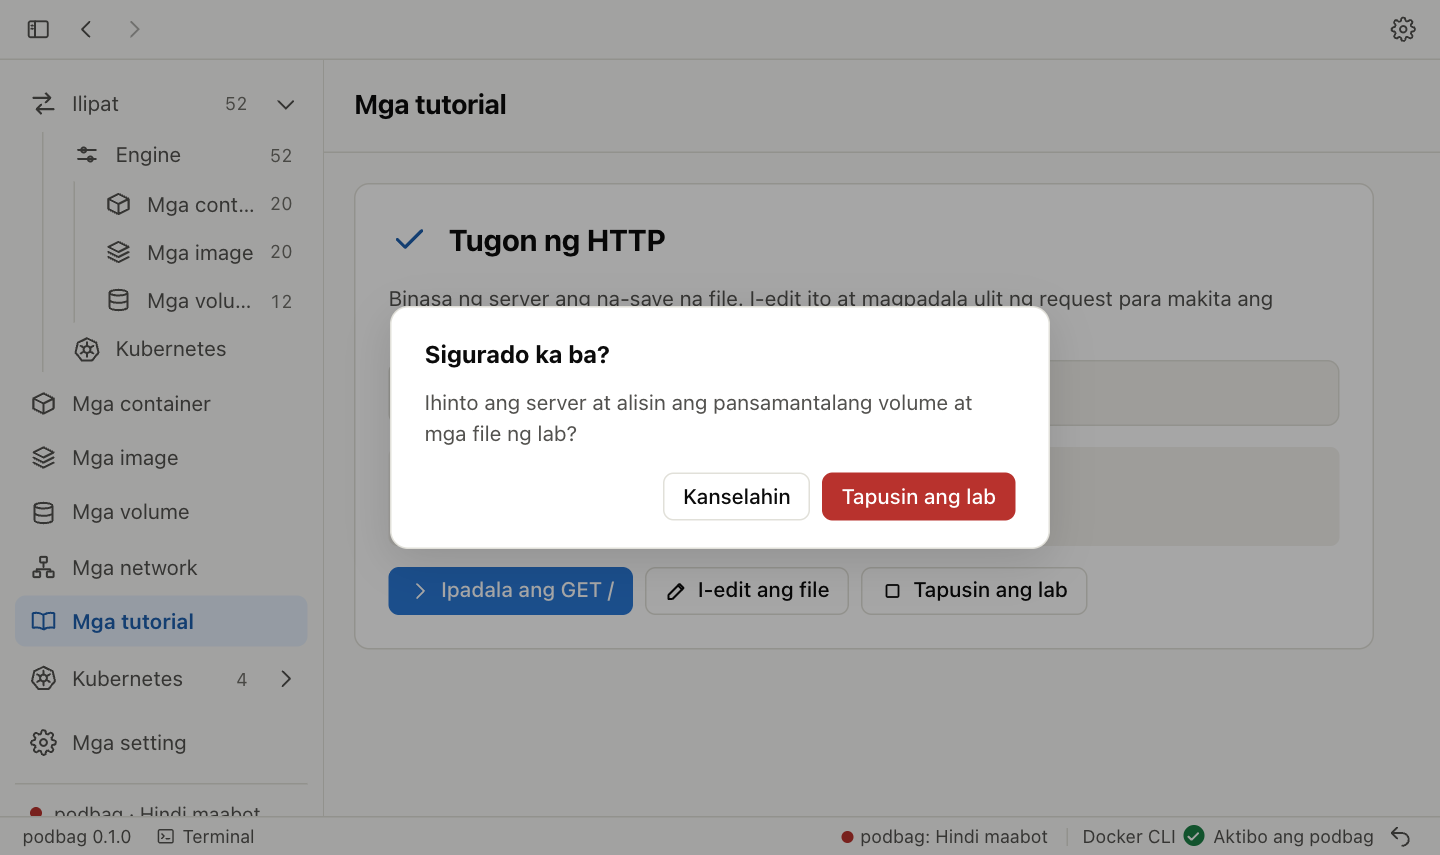 Ilipat 52
Engine 52
Mga cont... 20
Mga image 20
Mga volu... 12
Kubernetes
Mga container
Mga image
Mga volume
Mga network
Mga tutorial
Kubernetes 4
Mga setting
podbag · Hindi maabot
Mga tutorial
Tugon ng HTTP
Binasa ng server ang na-save na file. I-edit ito at magpadala ulit ng request para makita ang
Sigurado ka ba?
Ihinto ang server at alisin ang pansamantalang volume at
mga file ng lab?
Kanselahin
Tapusin ang lab
Ipadala ang GET /
I-edit ang file
Tapusin ang lab
podbag 0.1.0
Terminal
podbag: Hindi maabot
Docker CLI
Aktibo ang podbag